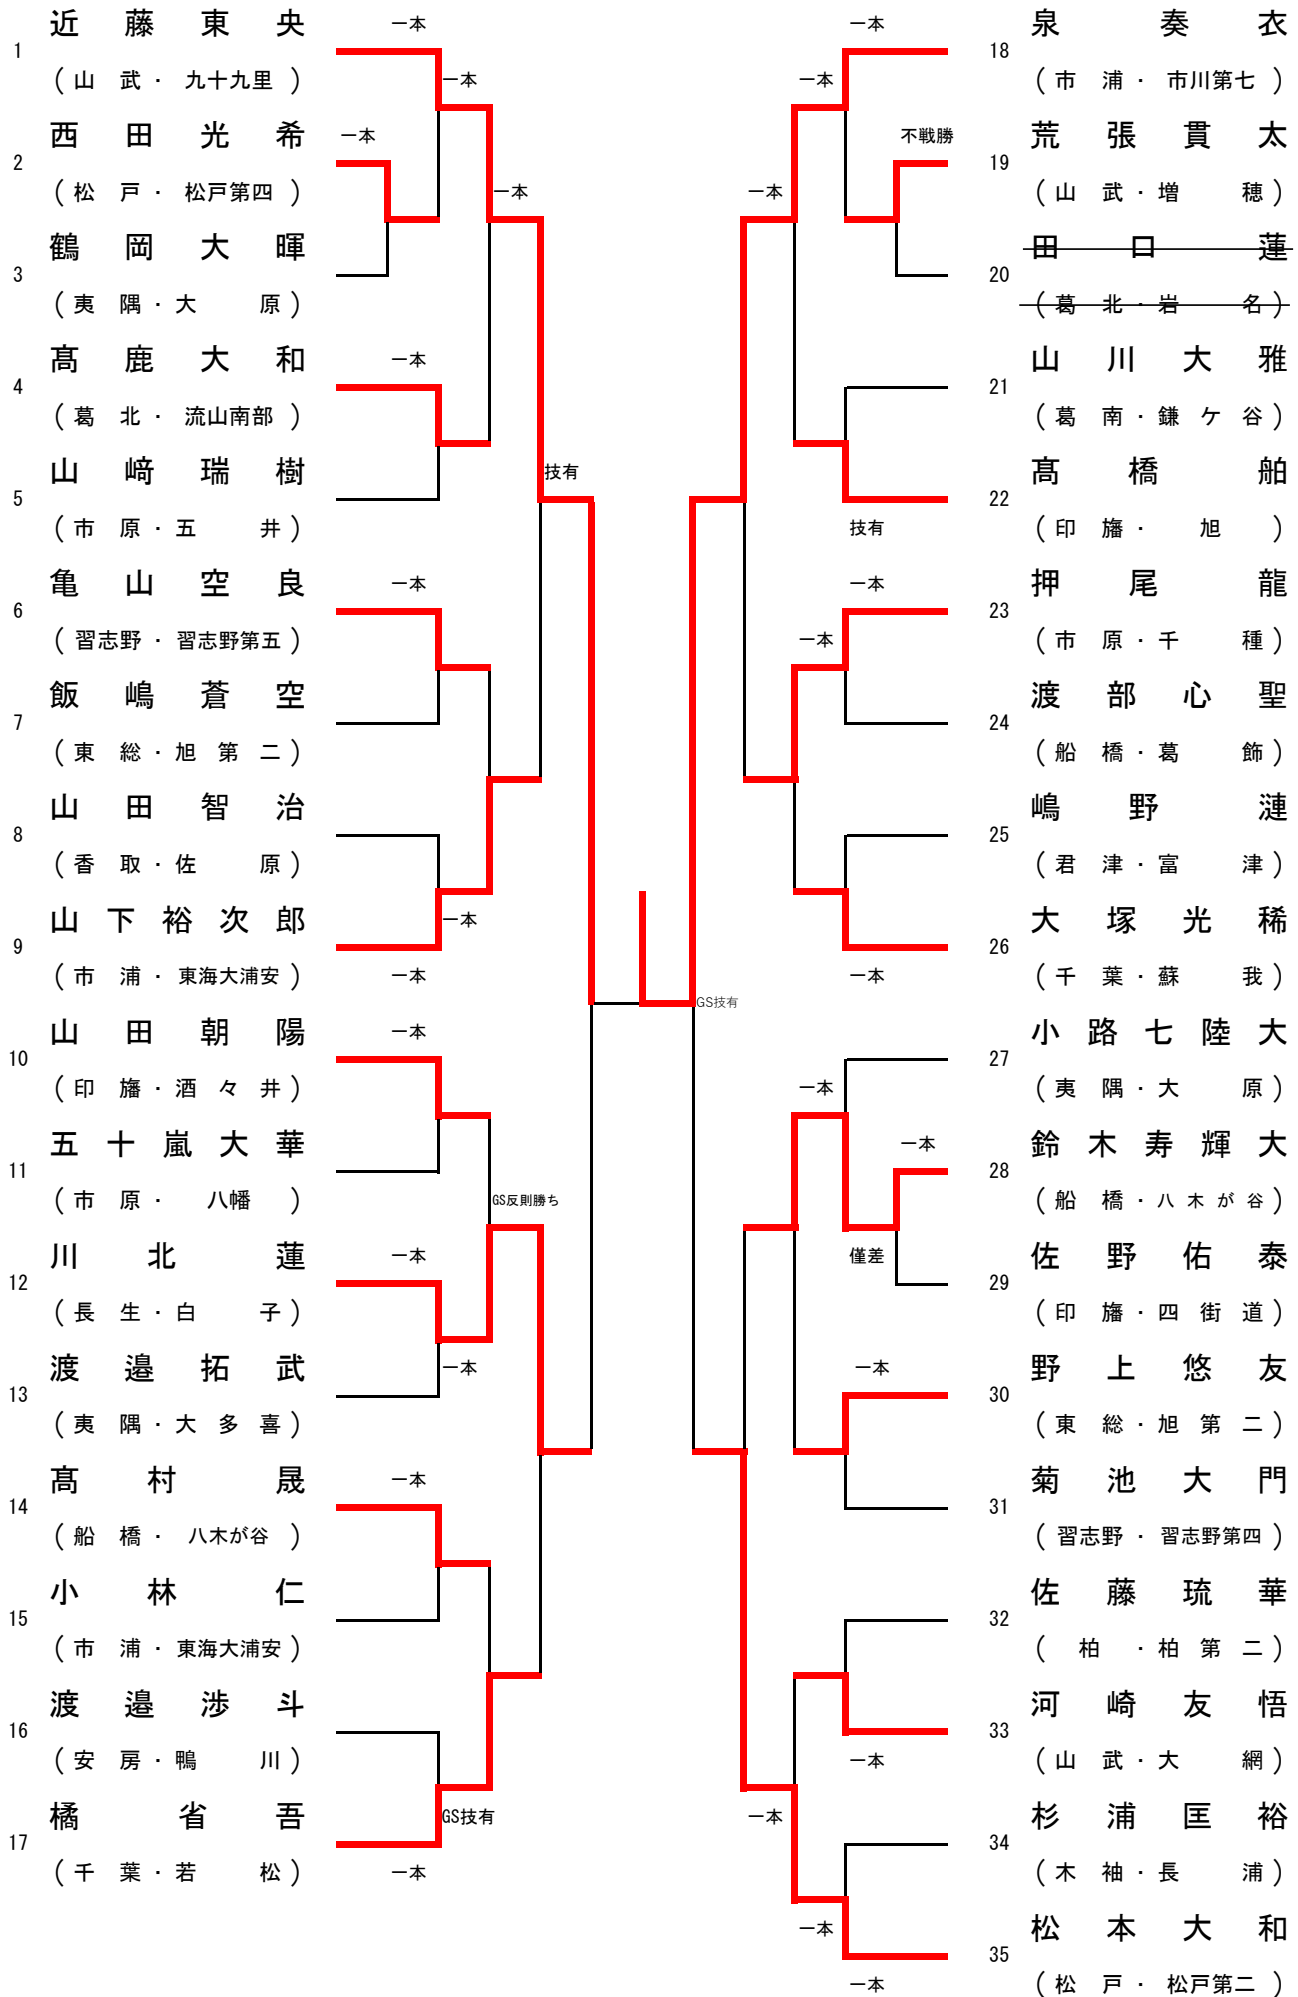 近藤東央
一本
1
(山武・九十九里)
一本
西田光希
一本
2
(松戸・松戸第四)
一本
鶴岡大暉
3
(夷隅・大原)
髙鹿大和
一本
4
(葛北・流山南部)
山﨑瑞樹
技有
5
(市原・五井)
亀山空良
一本
6
(習志野・習志野第五)
飯嶋蒼空
7
(東総・旭第二)
山田智治
8
(香取・佐原)
山下裕次郎
一本
9
(市浦・東海大浦安)
一本
山田朝陽
一本
10
(印旛・酒々井)
五十嵐大華
11
(市原・八幡)
GS反則勝ち
川北蓮
一本
12
(長生・白子)
渡邉拓武
一本
13
(夷隅・大多喜)
髙村晟
一本
14
(船橋・八木が谷)
小林仁
15
(市浦・東海大浦安)
渡邉渉斗
16
(安房・鴨川)
橘省吾
GS技有
17
(千葉・若松)
一本
GS技有
一本
泉奏衣
18
一本
(市浦・市川第七)
不戦勝
荒張貫太
19
一本
(山武・増穂)
田口蓮
20
(葛北・岩名)
山川大雅
21
(葛南・鎌ケ谷)
髙橋舶
22
技有
(印旛・旭)
一本
押尾龍
23
一本
(市原・千種)
渡部心聖
24
(船橋・葛飾)
嶋野漣
25
(君津・富津)
大塚光稀
26
一本
(千葉・蘇我)
小路七陸大
27
一本
(夷隅・大原)
一本
鈴木寿輝大
28
(船橋・八木が谷)
僅差
佐野佑泰
29
(印旛・四街道)
一本
野上悠友
30
(東総・旭第二)
菊池大門
31
(習志野・習志野第四)
佐藤琉華
32
(柏・柏第二)
河崎友悟
33
一本
(山武・大網)
一本
杉浦匡裕
34
(木袖・長浦)
一本
松本大和
35
一本
(松戸・松戸第二)